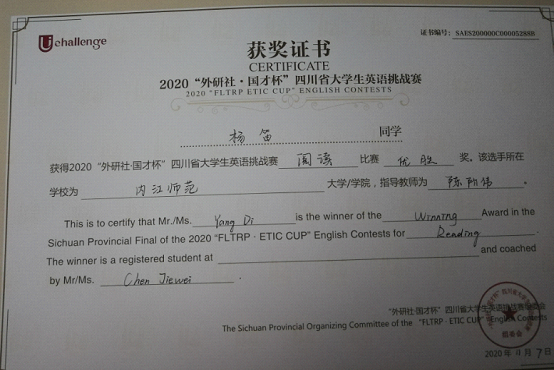 Uchallenge
证书编号: SAES200000C00005288B
获奖证书
CERTIFICATE
2020“外研社·国才杯”四川省大学生英语挑战赛
2020 "FLTRP ETIC CUP" ENGLISH CONTESTS
杨笛 同学
获得2020“外研社·国才杯”四川省大学生英语挑战赛 阅读 比赛 优胜 奖。该选手所在
学校为 内江师范 大学/学院,指导教师为 陈 。
This is to certify that Mr./Ms. Yang Di is the winner of the Winning Award in the
Sichuan Provincial Final of the 2020 "FLTRP · ETIC CUP" English Contests for Reading
The winner is a registered student at and coached
by Mr/Ms. Chen Jiewei .
“外研社·国才杯”四川省大学生英语挑战赛组委会
The Sichuan Provincial Organizing Committee of the "FLTRP · ETIC CUP" English Contests
组委会
2020年11月7日